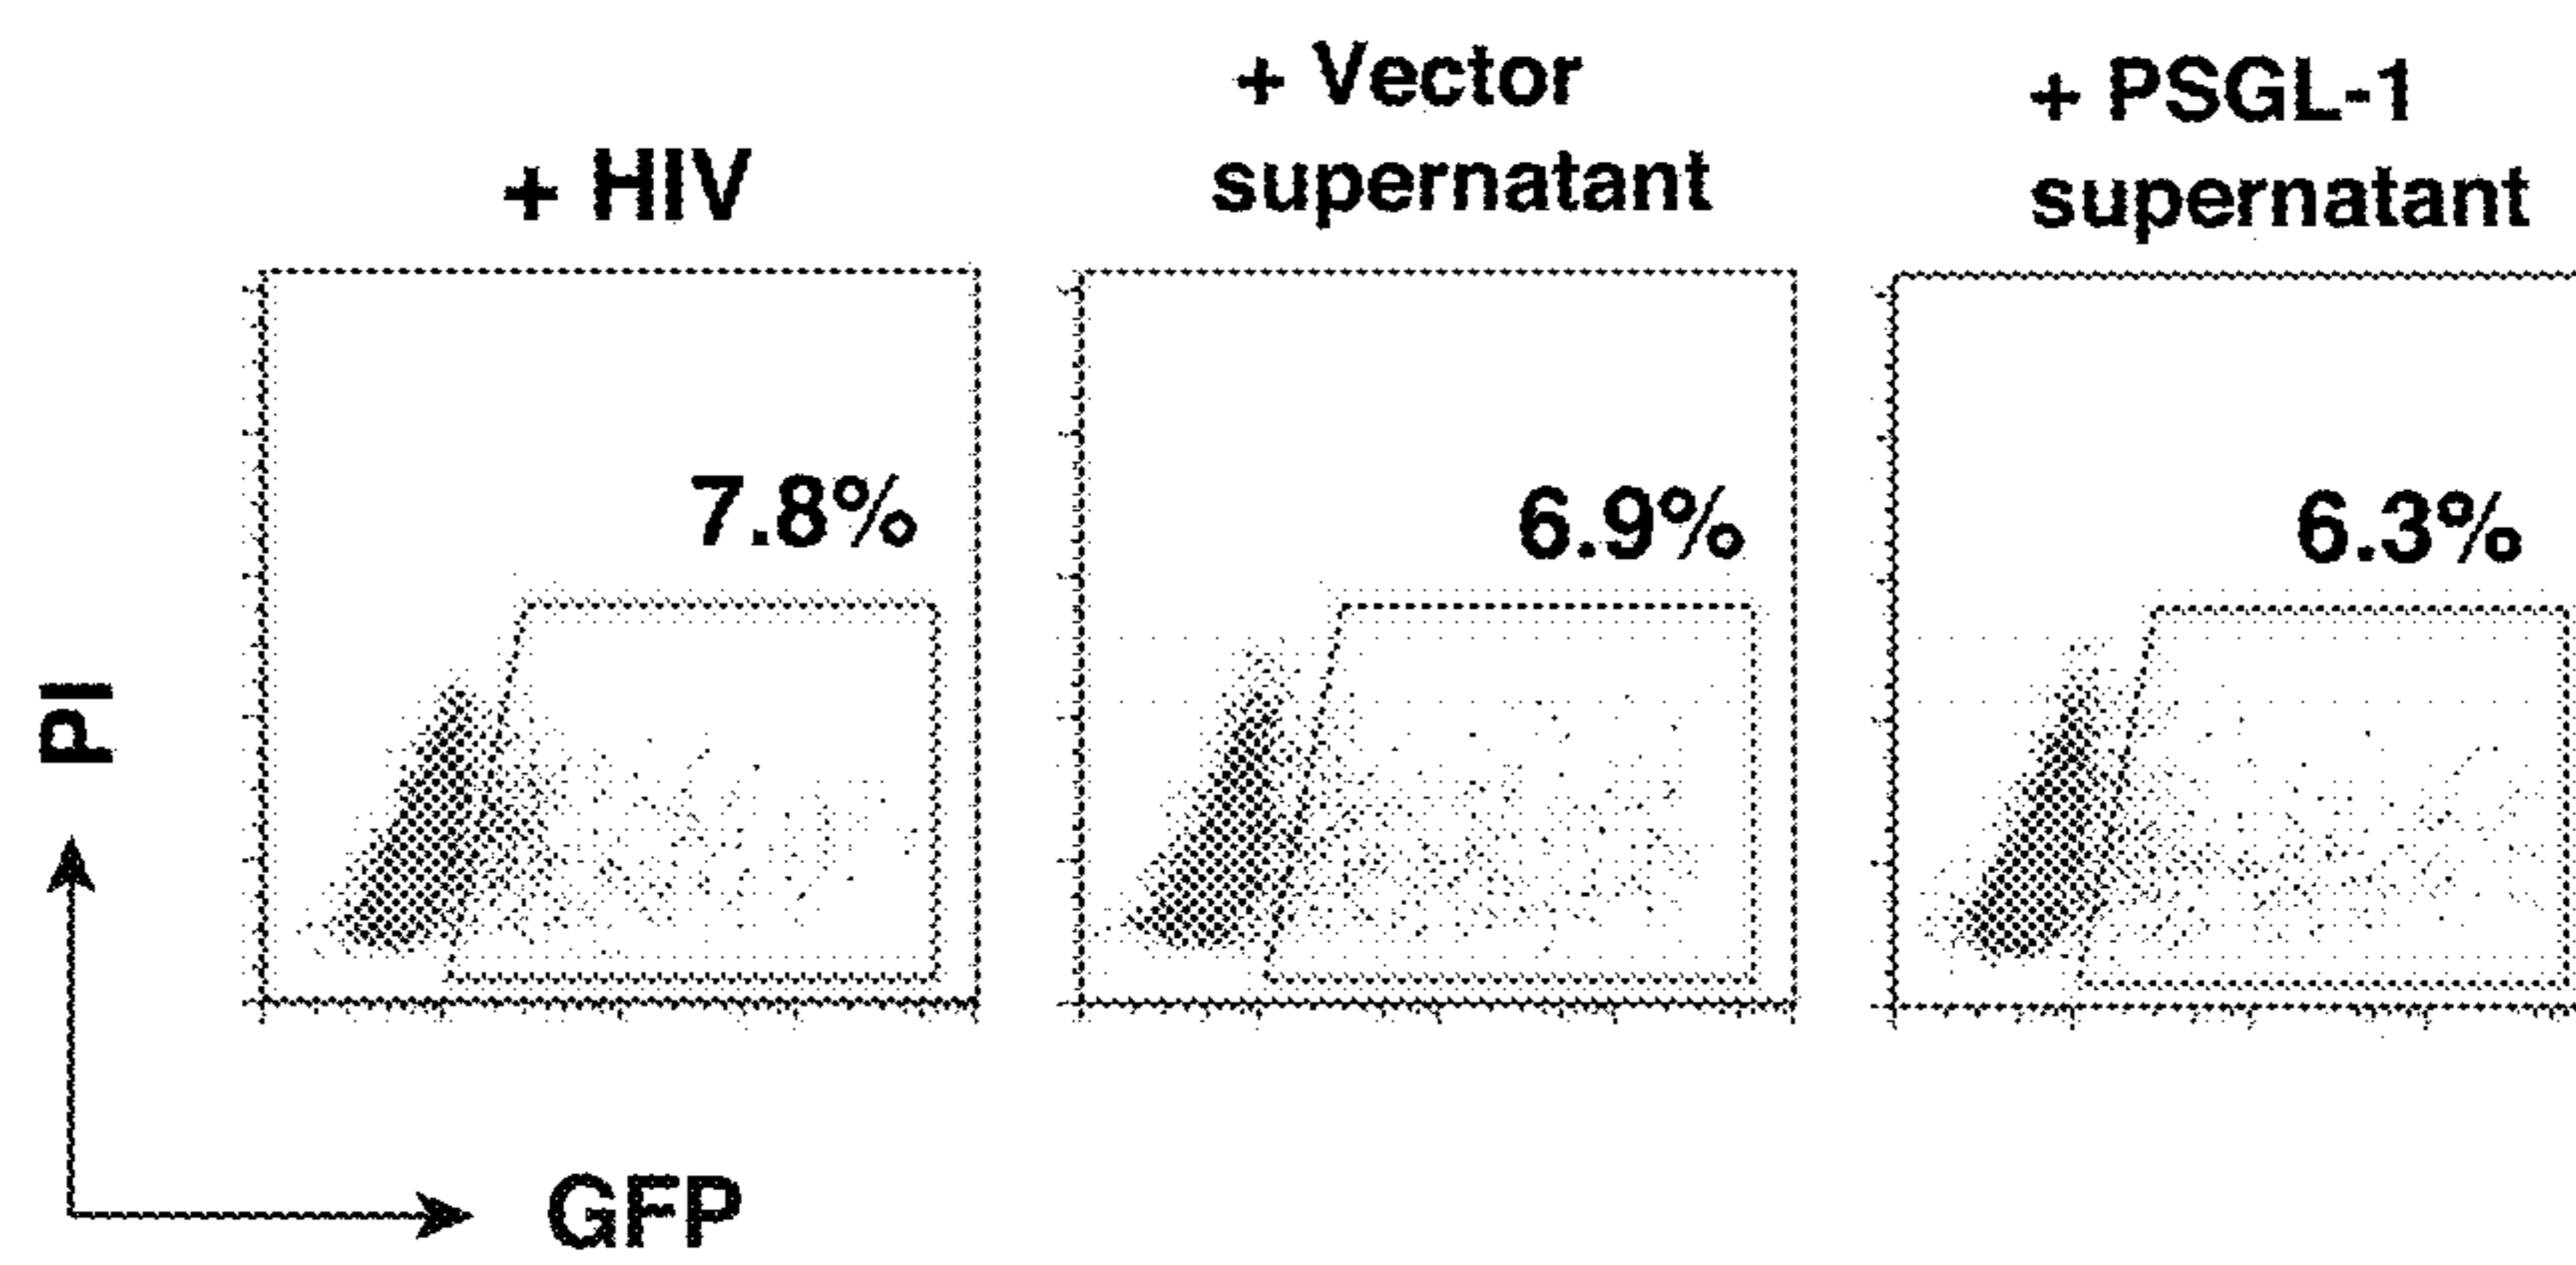 + HIV
+ Vector
supernatant
+ PSGL-1
supernatant
7.8%
6.9%
6.3%
PI
GFP